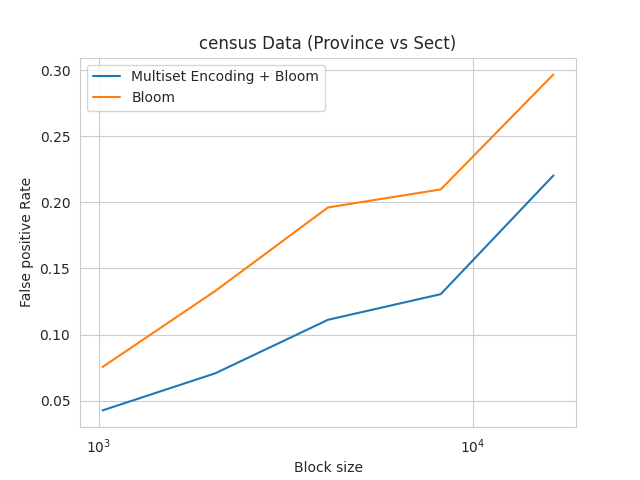 census Data (Province vs Sect)
Multiset Encoding + Bloom
Bloom
False positive Rate
0.30
0.25
0.20
0.15
0.10
0.05
10³
10⁴
Block size